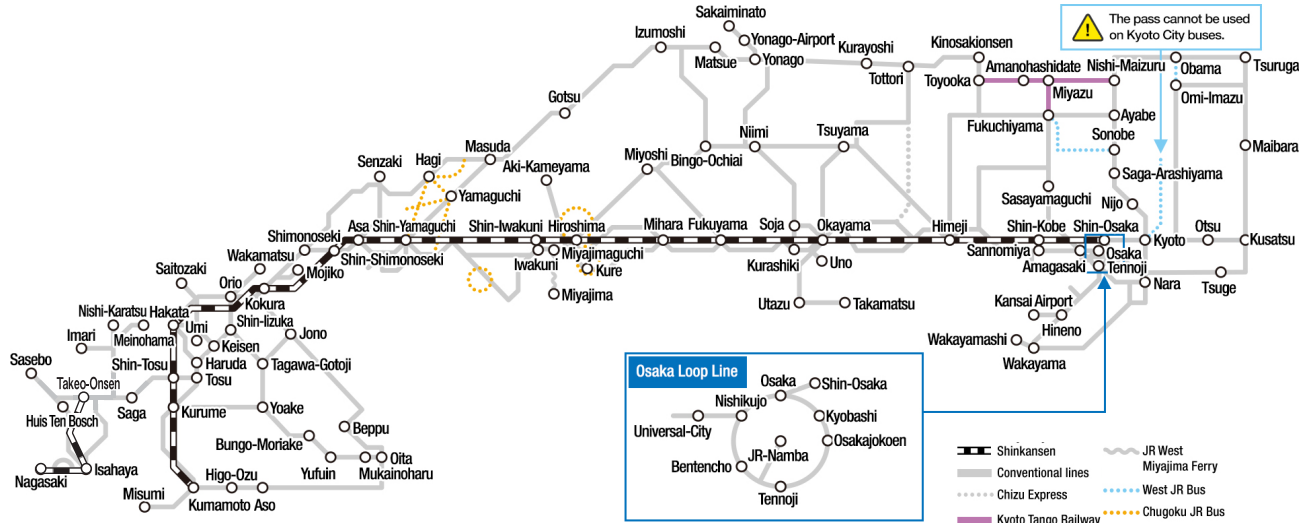 The pass cannot be used
on Kyoto City buses.
Sakaiminato
Izumoshi
Yonago-Airport
Kurayoshi
Kinosakionsen
Matsue
Yonago
Tottori
Amanohashidate
Nishi-Maizuru
Obama
Tsuruga
Toyooka
Miyazu
Omi-Imazu
Gotsu
Fukuchiyama
Ayabe
Sonobe
Niimi
Tsuyama
Masuda
Bingo-Ochiai
Maibara
Senzaki
Hagi
Aki-Kameyama
Miyoshi
Saga-Arashiyama
Yamaguchi
Sasayamaguchi
Nijo
Asa
Shin-Yamaguchi
Shin-Iwakuni
Hiroshima
Mihara
Fukuyama
Soja
Okayama
Himeji
Shin-Kobe
Shin-Osaka
Kyoto
Otsu
Kusatsu
Shimonoseki
Shin-Shimonoseki
Iwakuni
Miyajimaguchi
Kurashiki
Uno
Sannomiya
Osaka
Amagasaki
Tennoji
Wakamatsu
Mojiko
Kure
Saitozaki
Orio
Kokura
Miyajima
Utazu
Takamatsu
Nara
Tsuge
Kansai Airport
Hineno
Nishi-Karatsu
Hakata
Shin-Iizuka
Meinohama
Umi
Jono
Imari
Keisen
Wakayamashi
Wakayama
Sasebo
Shin-Tosu
Haruda
Tagawa-Gotoji
Tosu
Takeo-Onsen
Huis Ten Bosch
Saga
Kurume
Yoake
Beppu
Bungo-Moriake
Oita
Nagasaki
Isahaya
Higo-Ozu
Yufuin
Mukainoharu
Misumi
Kumamoto
Aso
Osaka Loop Line
Osaka
Shin-Osaka
Nishikujo
Universal-City
Kyobashi
Osakajokoen
JR-Namba
Bentencho
Tennoji
Shinkansen
Conventional lines
Chizu Express
Kyoto Tango Railway
JR West
Miyajima Ferry
West JR Bus
Chugoku JR Bus